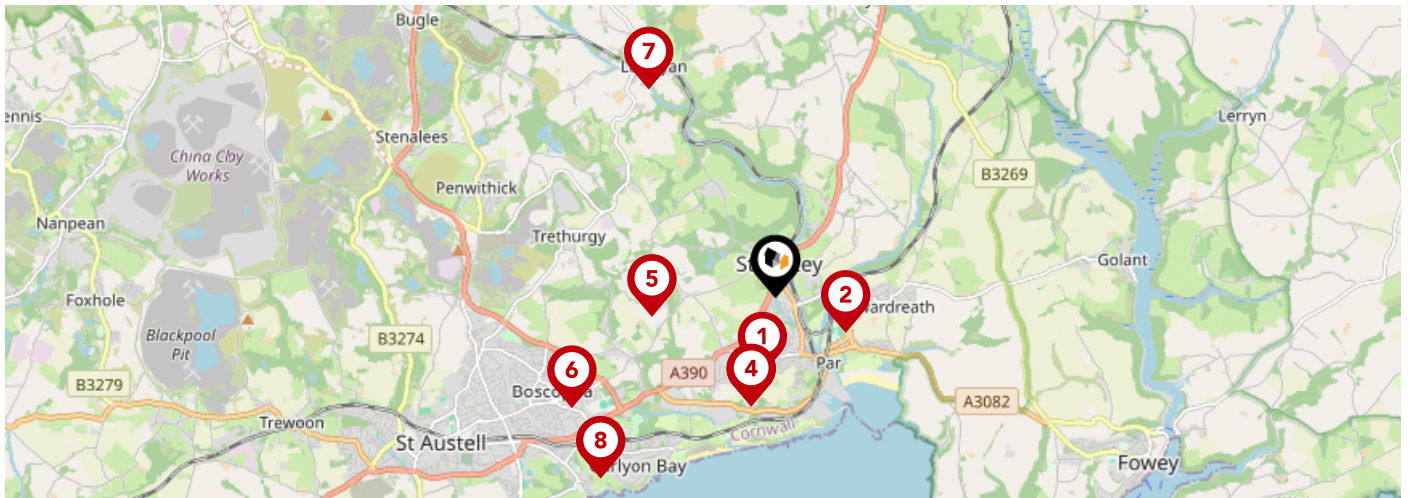 Bugle
7
ennis
Lerryn
Stenalees
China Clay
Works
B3269
Penwithick
Nanpean
Trethurgy
Golant
5
2
Foxhole
Blackpool
Pit
B3274
1
Par
4
A390
6
B3279
A3082
Trewoon
Cornwall
St Austell
8
Fowey